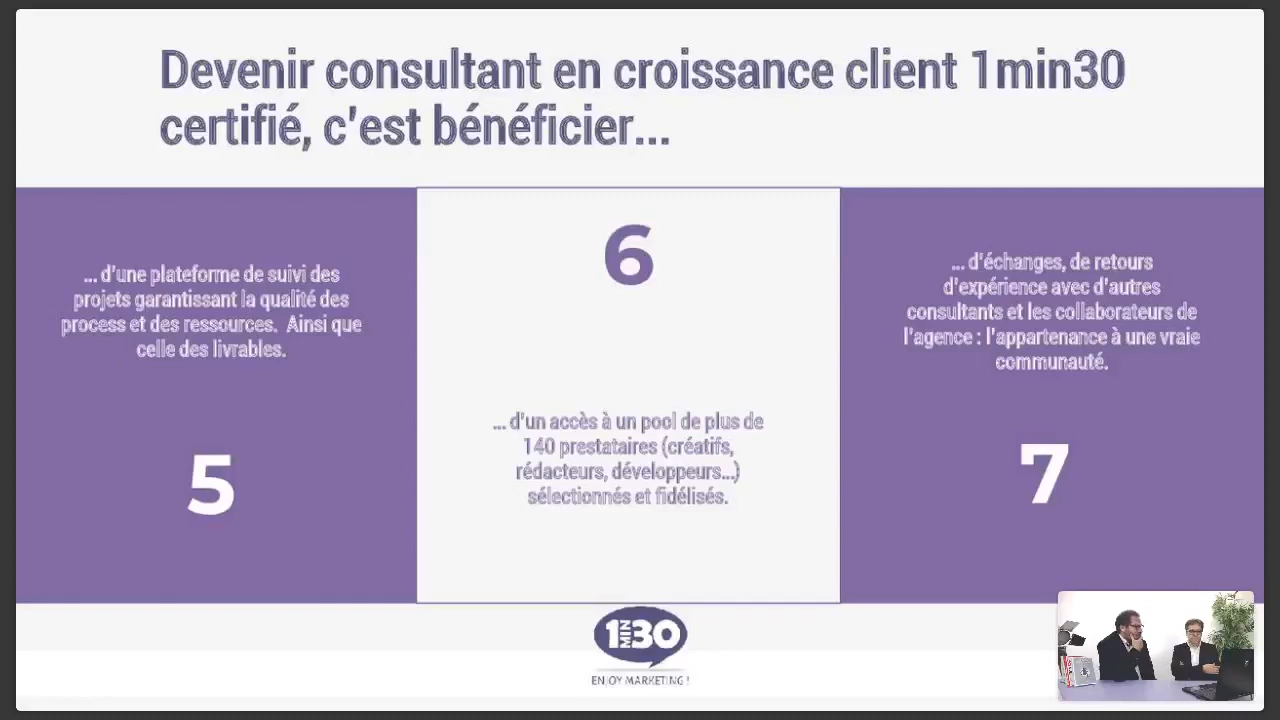 Devenir consultant en croissance client 1min30
certifié, c'est bénéficier...
... d'une plateforme de suivi des
projets garantissant la qualité des
process et des ressources. Ainsi que
celle des livrables.
5
6
... d'un accès à un pool de plus de
140 prestataires (créatifs,
rédacteurs, développeurs...)
sélectionnés et fidélisés.
... d'échanges, de retours
d'expérience avec d'autres
consultants et les collaborateurs de
l'agence : l'appartenance à une vraie
communauté.
7
1MIN30
ENJOY MARKETING !